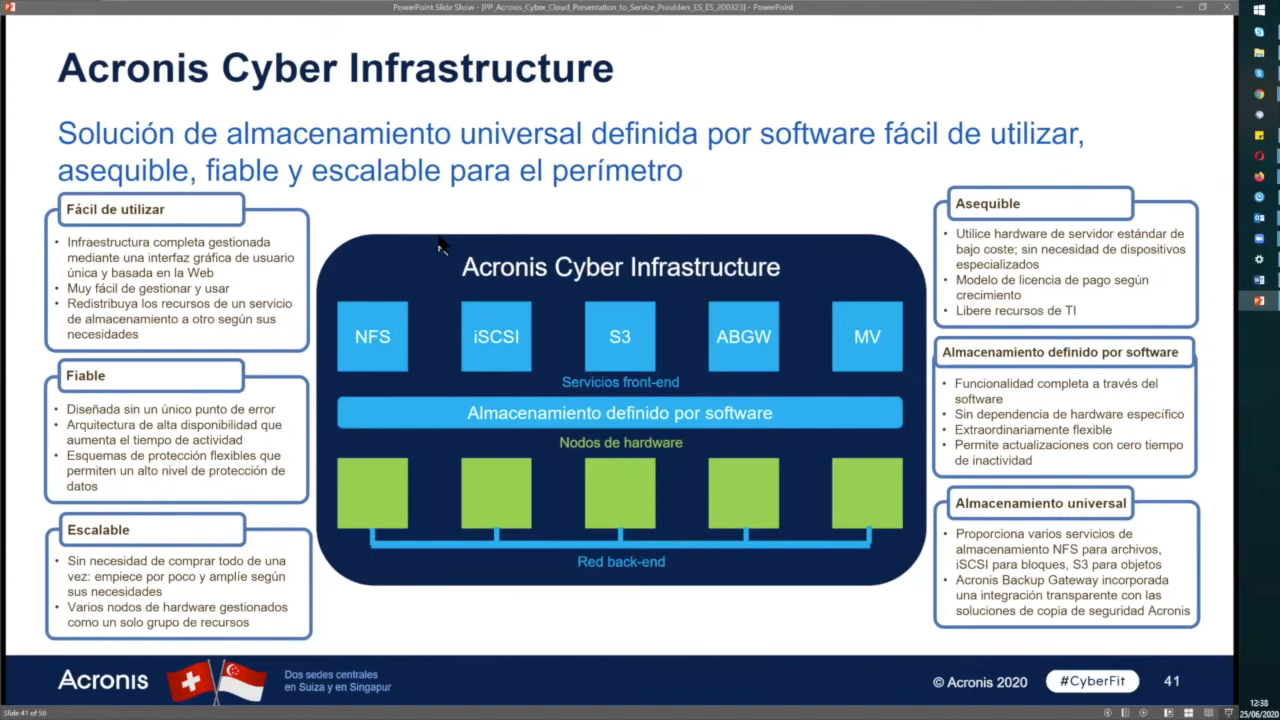 PowerPoint Slide Show - [PP_Acronis_Cyber_Cloud_Presentation_to_Service_Providers_ES_ES_200323] - PowerPoint
Acronis Cyber Infrastructure
Solución de almacenamiento universal definida por software fácil de utilizar,
asequible, fiable y escalable para el perímetro
Fácil de utilizar
• Infraestructura completa gestionada
mediante una interfaz gráfica de usuario
única y basada en la Web
• Muy fácil de gestionar y usar
• Redistribuya los recursos de un servicio
de almacenamiento a otro según sus
necesidades
Fiable
• Diseñada sin un único punto de error
• Arquitectura de alta disponibilidad que
aumenta el tiempo de actividad
• Esquemas de protección flexibles que
permiten un alto nivel de protección de
datos
Escalable
• Sin necesidad de comprar todo de una
vez: empiece por poco y amplíe según
sus necesidades
• Varios nodos de hardware gestionados
como un solo grupo de recursos
Acronis Cyber Infrastructure
NFS
iSCSI
S3
ABGW
MV
Servicios front-end
Almacenamiento definido por software
Nodos de hardware
Red back-end
Asequible
• Utilice hardware de servidor estándar de
bajo coste; sin necesidad de dispositivos
especializados
• Modelo de licencia de pago según
crecimiento
• Libere recursos de TI
Almacenamiento definido por software
• Funcionalidad completa a través del
software
• Sin dependencia de hardware específico
• Extraordinariamente flexible
• Permite actualizaciones con cero tiempo
de inactividad
Almacenamiento universal
• Proporciona varios servicios de
almacenamiento NFS para archivos,
iSCSI para bloques, S3 para objetos
• Acronis Backup Gateway incorporada
una integración transparente con las
soluciones de copia de seguridad Acronis
Acronis
Dos sedes centrales
en Suiza y en Singapur
© Acronis 2020
#CyberFit
41
Slide 41 of 56
12:38
25/06/2020